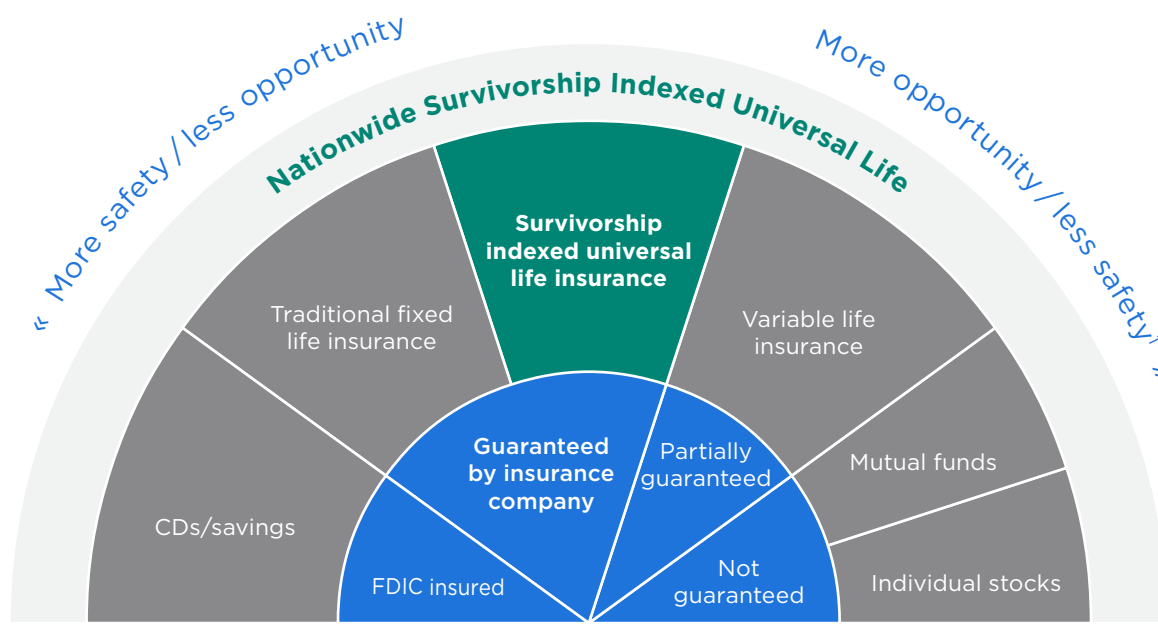 « More safety / less opportunity
More opportunity / less safety¹ »
Nationwide Survivorship Indexed Universal Life
Survivorship
indexed universal
life insurance
Traditional fixed
life insurance
Variable life
insurance
CDs/savings
Mutual funds
Individual stocks
Guaranteed
by insurance
company
Partially
guaranteed
FDIC insured
Not
guaranteed